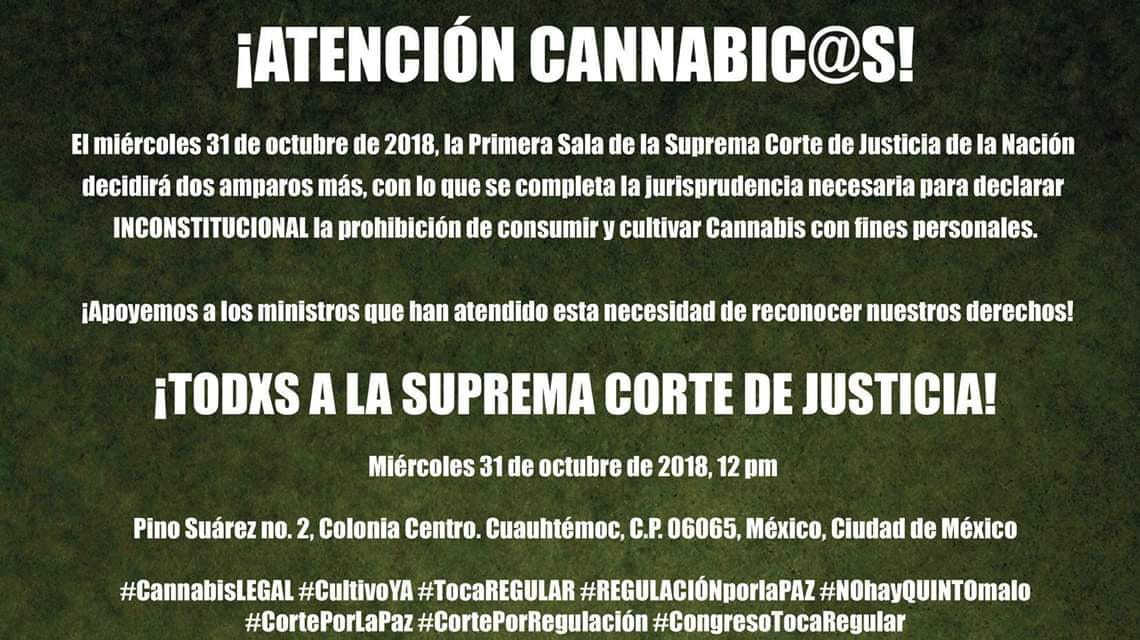 ¡ATENCIÓN CANNABIC@S!
El miércoles 31 de octubre de 2018, la Primera Sala de la Suprema Corte de Justicia de la Nación
decidirá dos amparos más, con lo que se completa la jurisprudencia necesaria para declarar
INCONSTITUCIONAL la prohibición de consumir y cultivar Cannabis con fines personales.
¡Apoyemos a los ministros que han atendido esta necesidad de reconocer nuestros derechos!
¡TODXS A LA SUPREMA CORTE DE JUSTICIA!
Miércoles 31 de octubre de 2018, 12 pm
Pino Suárez no. 2, Colonia Centro. Cuauhtémoc, C.P. 06065, México, Ciudad de México
#CannabisLEGAL #CultivoYA #TocaREGULAR #REGULACIÓNporlaPAZ #NOhayQUINTOmalo
#CortePorLaPaz #CortePorRegulación #CongresoTocaRegular